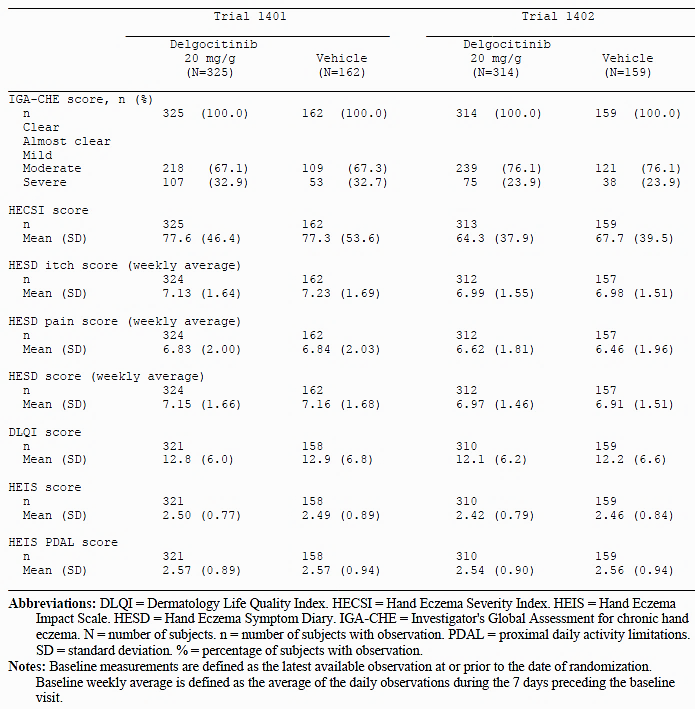 Trial 1401 Trial 1402
Delgocitinib Delgocitinib
20 mg/g Vehicle 20 mg/g Vehicle
(N=325) (N=162) (N=314) (N=159)
IGA-CHE score, n (%)
n 325 (100.0) 162 (100.0) 314 (100.0) 159 (100.0)
Clear
Almost clear
Mild
Moderate 218 (67.1) 109 (67.3) 239 (76.1) 121 (76.1)
Severe 107 (32.9) 53 (32.7) 75 (23.9) 38 (23.9)
HECSI score
n 325 162 313 159
Mean (SD) 77.6 (46.4) 77.3 (53.6) 64.3 (37.9) 67.7 (39.5)
HESD itch score (weekly average)
n 324 162 312 157
Mean (SD) 7.13 (1.64) 7.23 (1.69) 6.99 (1.55) 6.98 (1.51)
HESD pain score (weekly average)
n 324 162 312 157
Mean (SD) 6.83 (2.00) 6.84 (2.03) 6.62 (1.81) 6.46 (1.96)
HESD score (weekly average)
n 324 162 312 157
Mean (SD) 7.15 (1.66) 7.16 (1.68) 6.97 (1.46) 6.91 (1.51)
DLQI score
n 321 158 310 159
Mean (SD) 12.8 (6.0) 12.9 (6.8) 12.1 (6.2) 12.2 (6.6)
HEIS score
n 321 158 310 159
Mean (SD) 2.50 (0.77) 2.49 (0.89) 2.42 (0.79) 2.46 (0.84)
HEIS PDAL score
n 321 158 310 159
Mean (SD) 2.57 (0.89) 2.57 (0.94) 2.54 (0.90) 2.56 (0.94)
Abbreviations: DLQI = Dermatology Life Quality Index. HECSI = Hand Eczema Severity Index. HEIS = Hand Eczema
Impact Scale. HESD = Hand Eczema Symptom Diary. IGA-CHE = Investigator's Global Assessment for chronic hand
eczema. N = number of subjects. n = number of subjects with observation. PDAL = proximal daily activity limitations.
SD = standard deviation. % = percentage of subjects with observation.
Notes: Baseline measurements are defined as the latest available observation at or prior to the date of randomization.
Baseline weekly average is defined as the average of the daily observations during the 7 days preceding the baseline
visit.